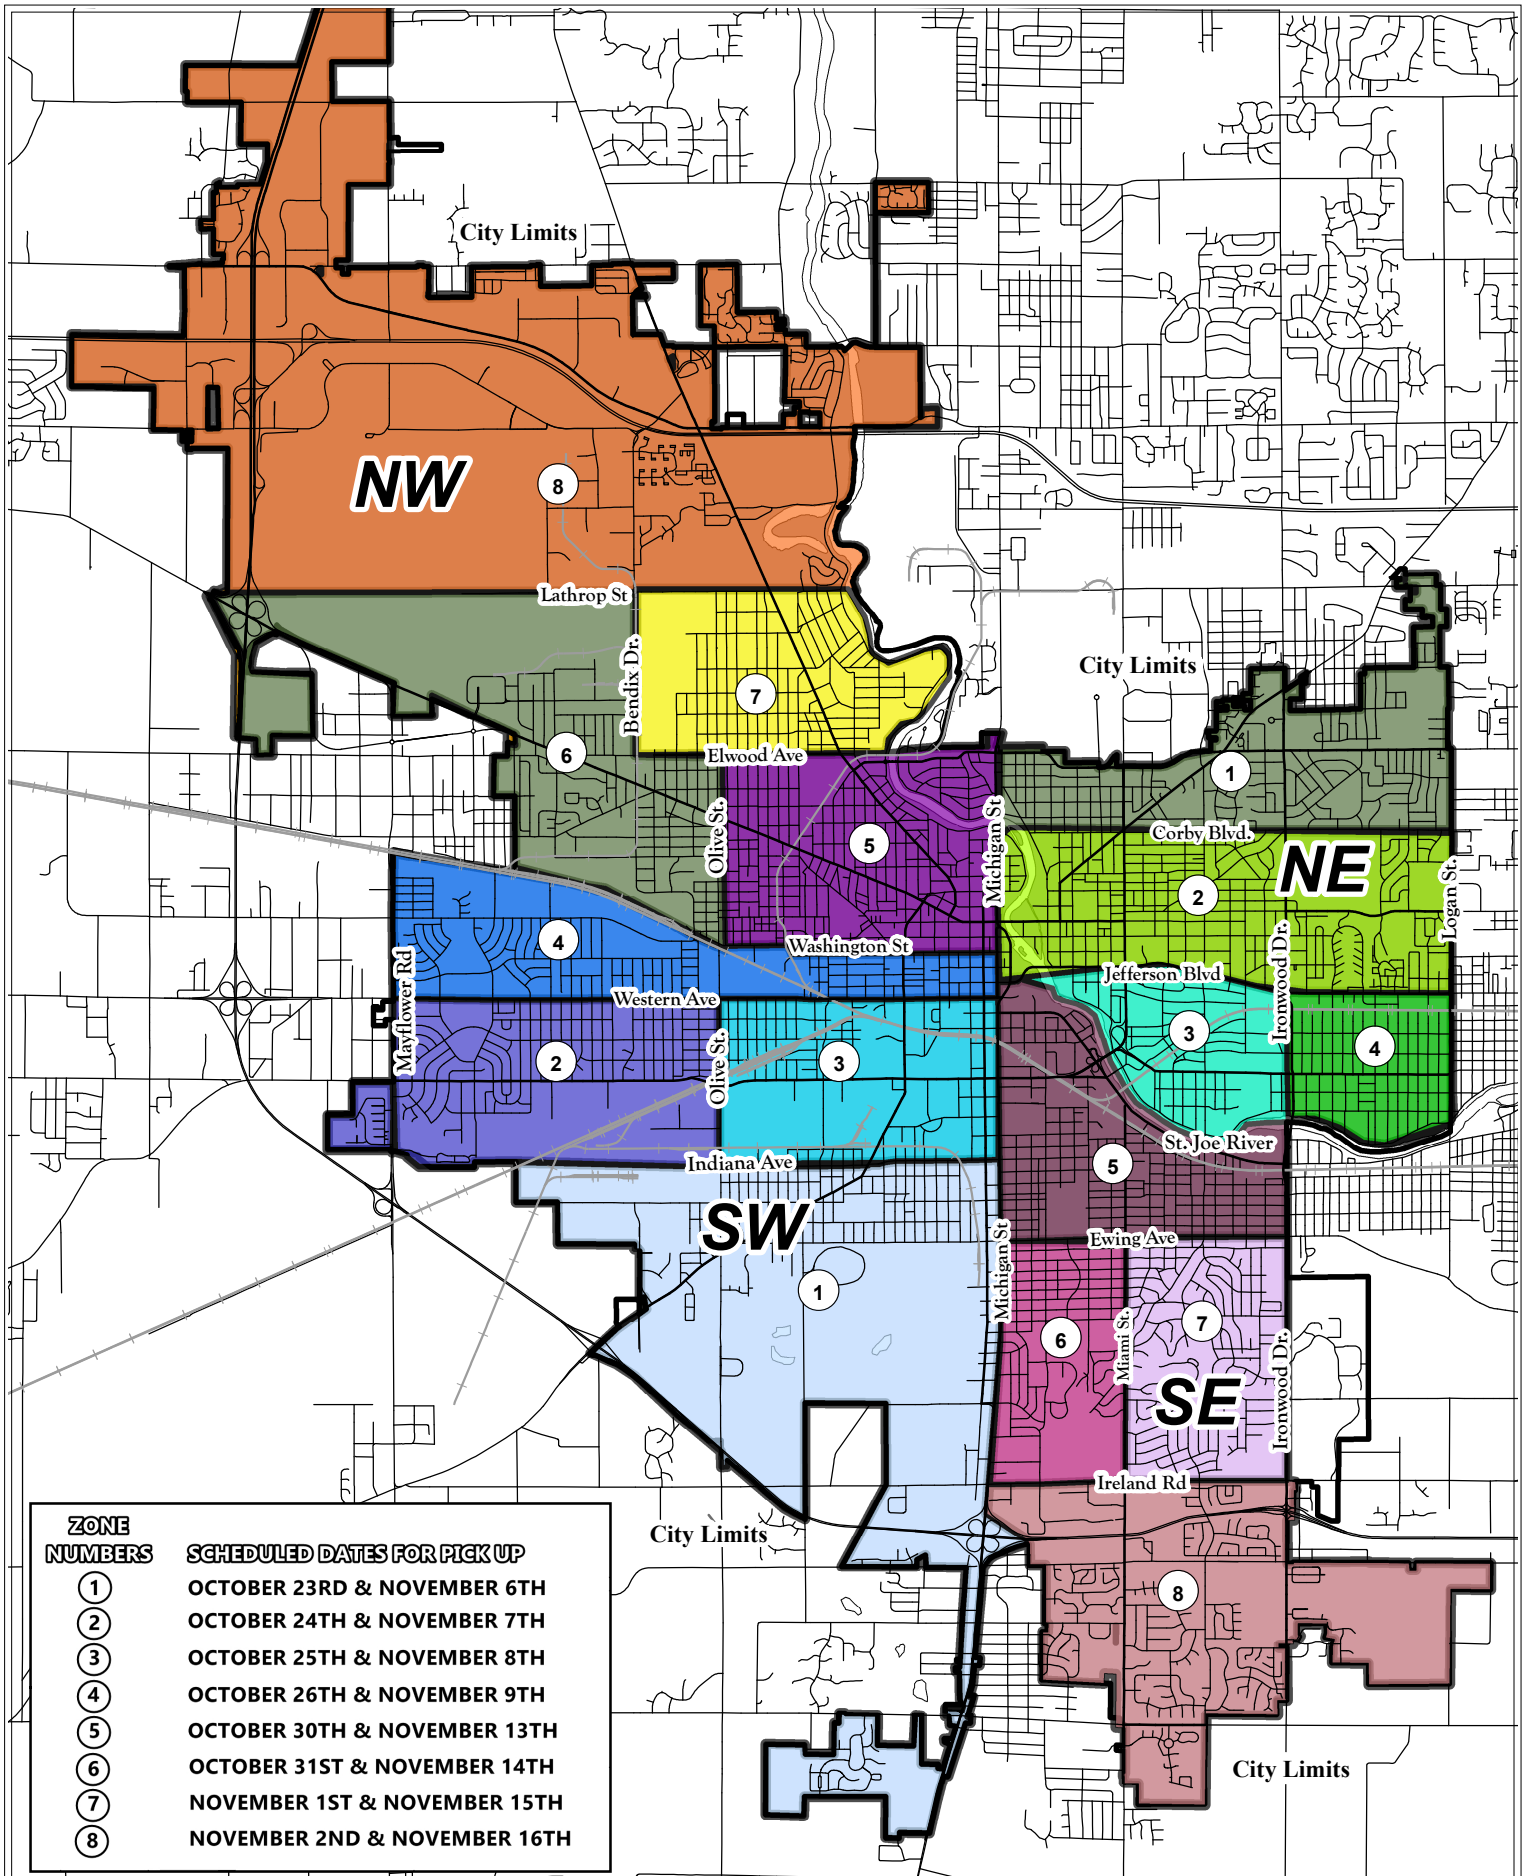 City Limits
NW
8
Lathrop St
Bendix Dr.
City Limits
7
6
Elwood Ave
1
Olive St.
Michigan St
Corby Blvd.
5
NE
2
Logan St.
4
Washington St
Ironwood Dr.
Mayflower Rd
Jefferson Blvd
Western Ave
3
2
Olive St.
3
4
St. Joe River
Indiana Ave
5
SW
Michigan St
Ewing Ave
1
6
Miami St.
7
SE
Ironwood Dr.
Ireland Rd
City Limits
8
City Limits
ZONE
NUMBERS SCHEDULED DATES FOR PICK UP
1 OCTOBER 23RD & NOVEMBER 6TH
2 OCTOBER 24TH & NOVEMBER 7TH
3 OCTOBER 25TH & NOVEMBER 8TH
4 OCTOBER 26TH & NOVEMBER 9TH
5 OCTOBER 30TH & NOVEMBER 13TH
6 OCTOBER 31ST & NOVEMBER 14TH
7 NOVEMBER 1ST & NOVEMBER 15TH
8 NOVEMBER 2ND & NOVEMBER 16TH